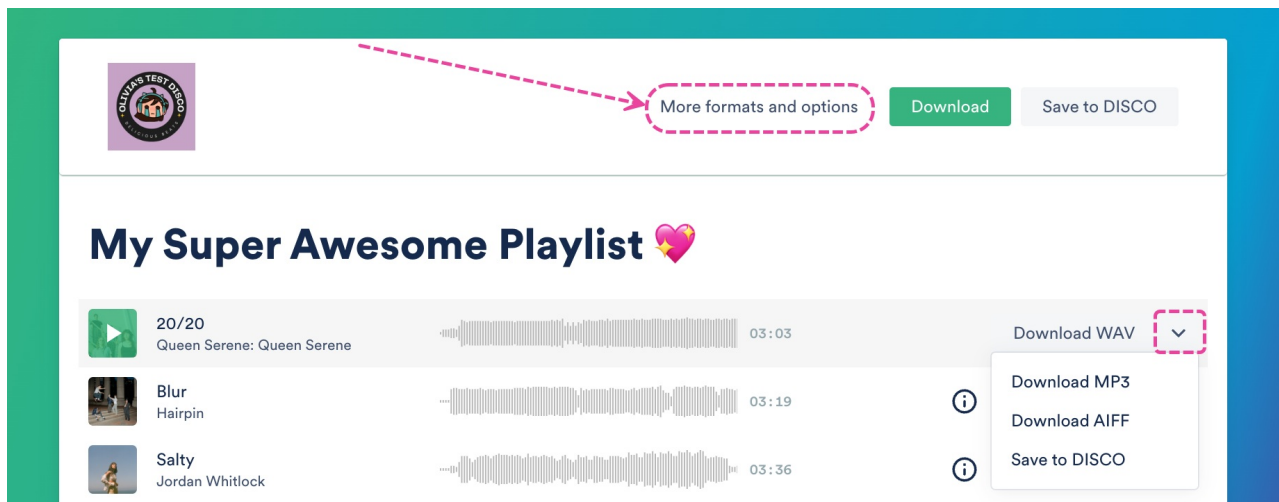 OLIVIA'S TEST DISCO
DELICIOUS BEATS
More formats and options
Download
Save to DISCO
My Super Awesome Playlist 💖
20/20
Queen Serene: Queen Serene
03:03
Download WAV
Blur
Hairpin
03:19
Download MP3
Download AIFF
Salty
Jordan Whitlock
03:36
Save to DISCO